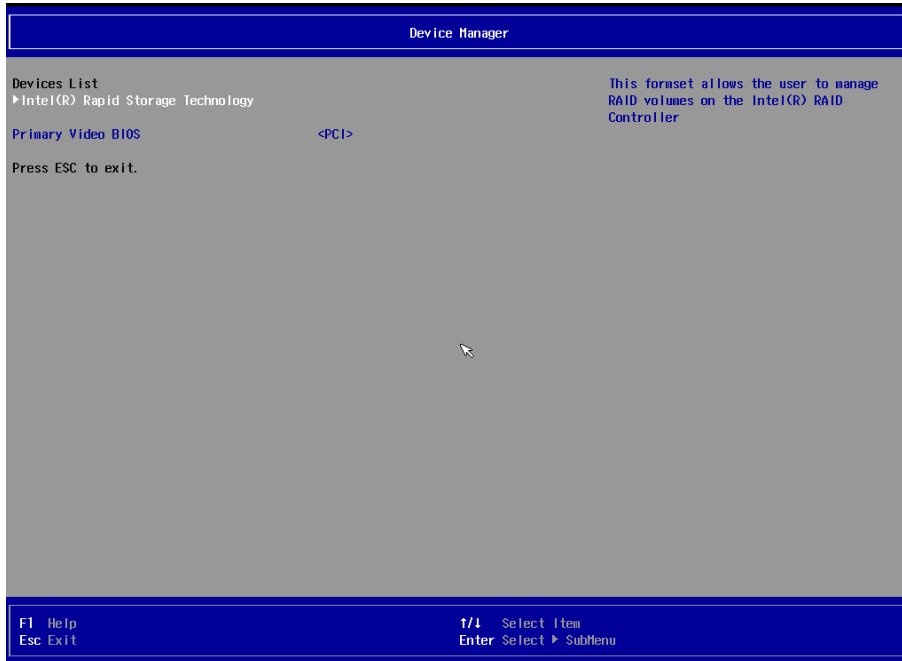 Device Manager
Devices List
▶Intel(R) Rapid Storage Technology
Primary Video BIOS <PCI>
Press ESC to exit.
This formset allows the user to manage
RAID volumes on the Intel(R) RAID
Controller
F1 Help
Esc Exit
↑/↓ Select Item
Enter Select ▶ SubMenu